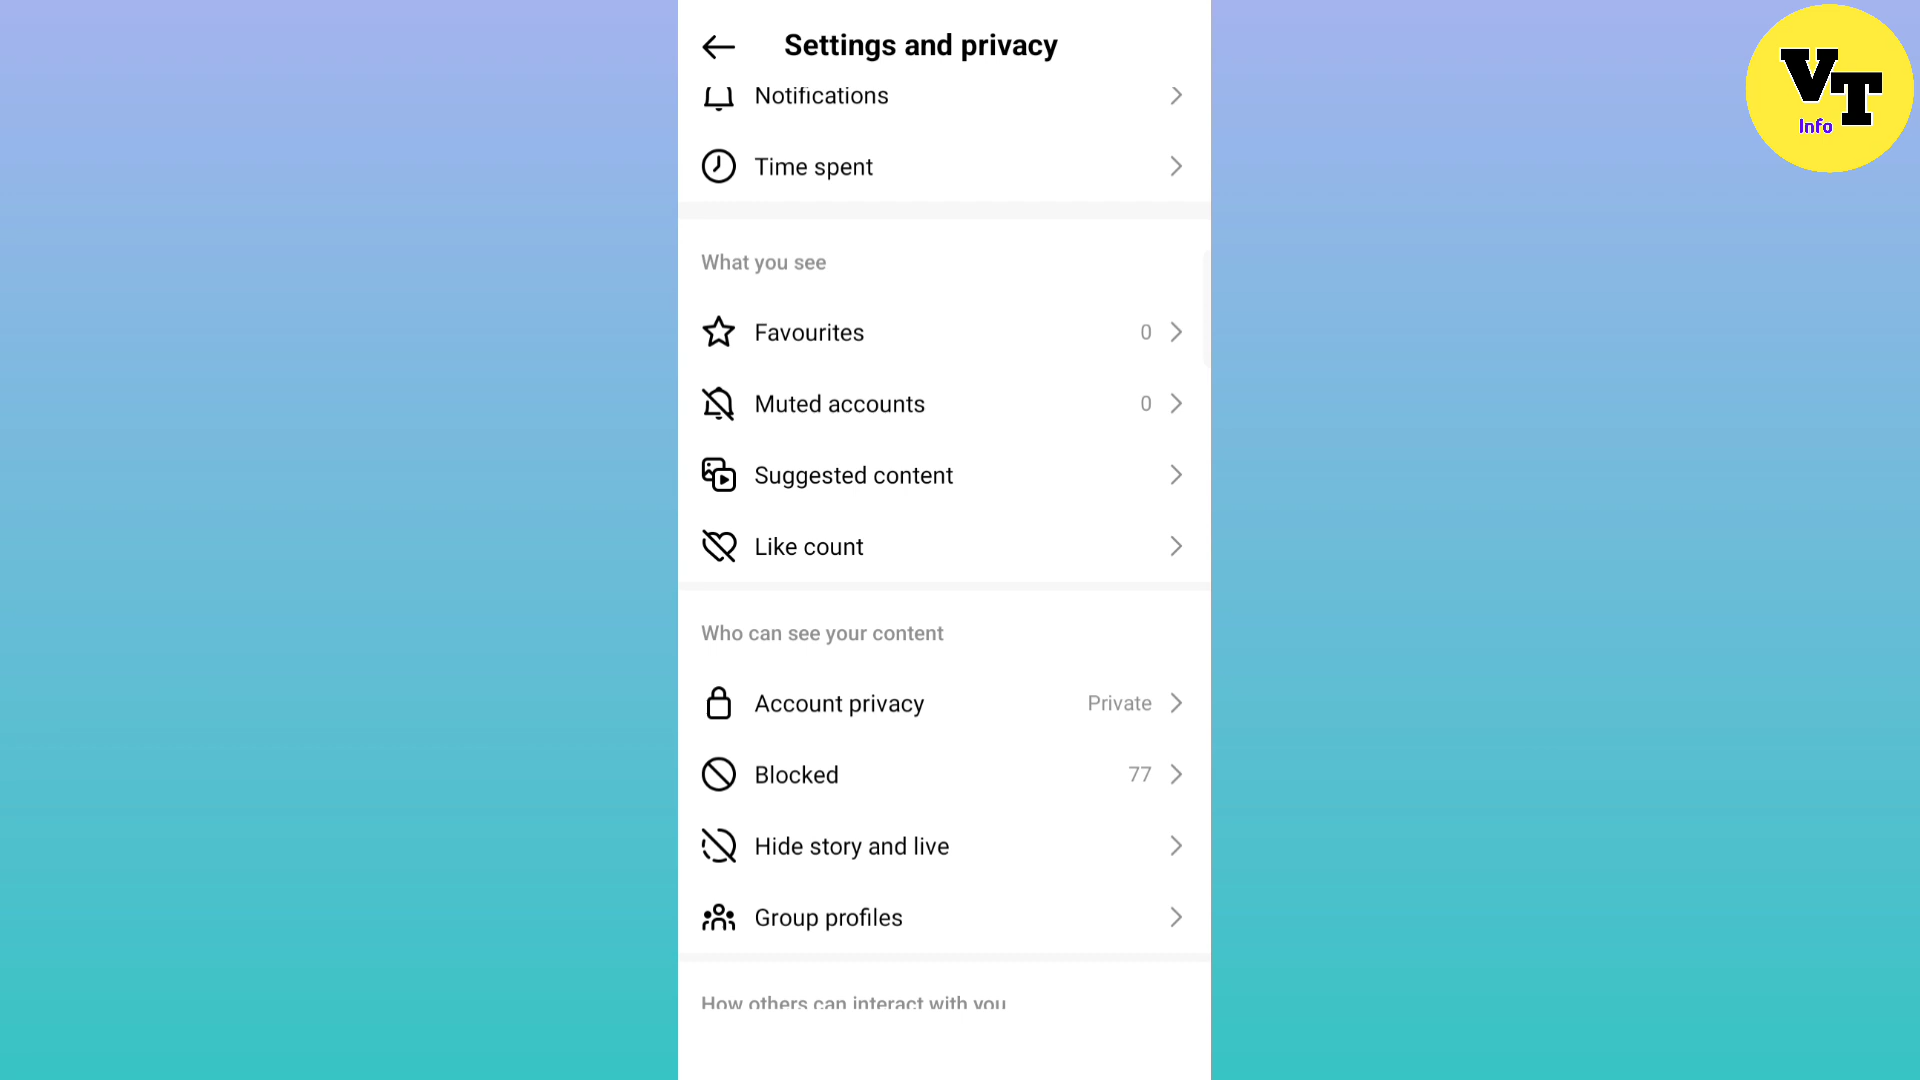 Settings and privacy
Notifications
Time spent
What you see
Favourites 0
Muted accounts 0
Suggested content
Like count
Who can see your content
Account privacy Private
Blocked 77
Hide story and live
Group profiles
How others can interact with you
VT
Info